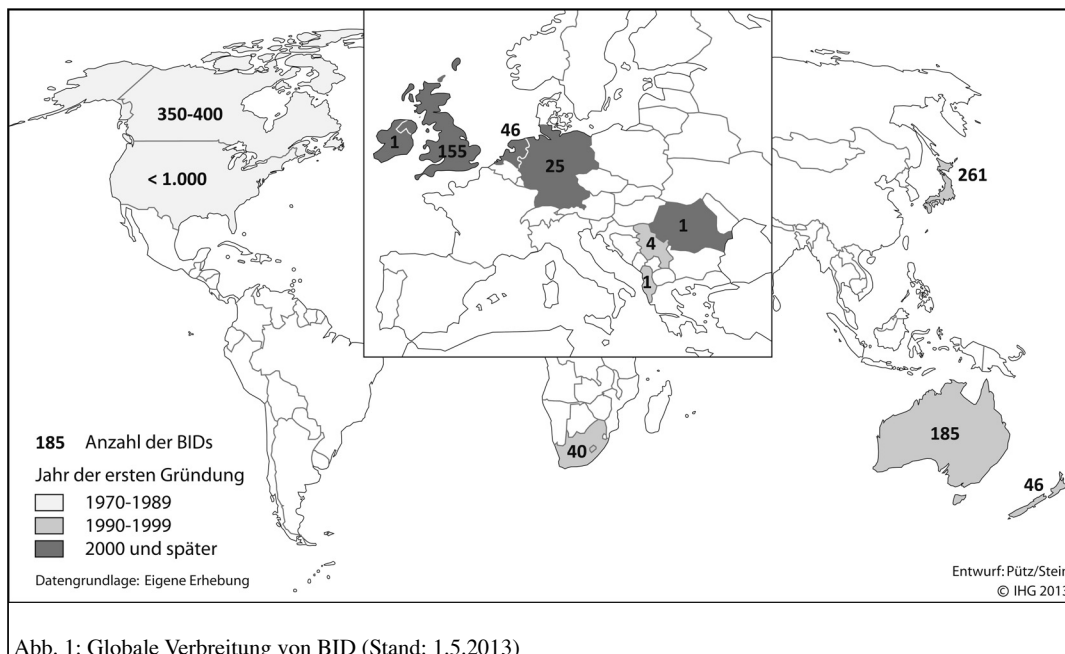 350-400
< 1.000
1
155
46
25
1
4
1
261
40
185
46
185 Anzahl der BIDs
Jahr der ersten Gründung
1970-1989
1990-1999
2000 und später
Datengrundlage: Eigene Erhebung
Entwurf: Pütz/Stein
© IHG 2013
Abb. 1: Globale Verbreitung von BID (Stand: 1.5.2013)